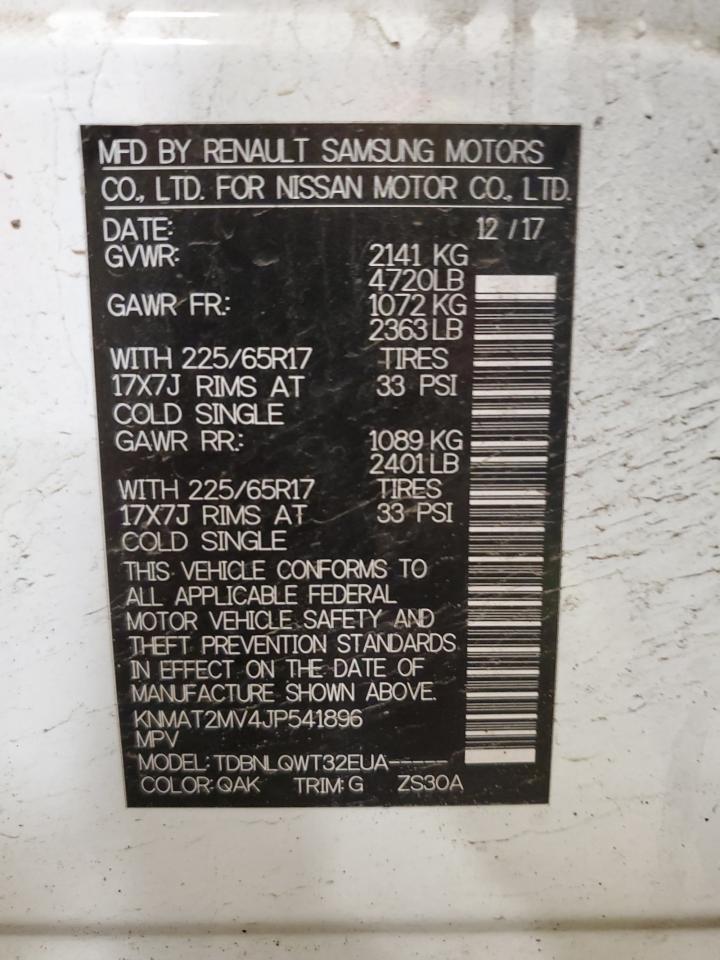 MFD BY RENAULT SAMSUNG MOTORS
CO., LTD. FOR NISSAN MOTOR CO., LTD.
DATE: 12 / 17
GVWR: 2141 KG
4720LB
GAWR FR.: 1072 KG
2363 LB
WITH 225/65R17 TIRES
17X7J RIMS AT 33 PSI
COLD SINGLE
GAWR RR.: 1089 KG
2401 LB
WITH 225/65R17 TIRES
17X7J RIMS AT 33 PSI
COLD SINGLE
THIS VEHICLE CONFORMS TO
ALL APPLICABLE FEDERAL
MOTOR VEHICLE SAFETY AND
THEFT PREVENTION STANDARDS
IN EFFECT ON THE DATE OF
MANUFACTURE SHOWN ABOVE.
KNMAT2MV4JP541896
MPV
MODEL: TDBNLQWT32EUA-----
COLOR: QAK TRIM: G ZS30A